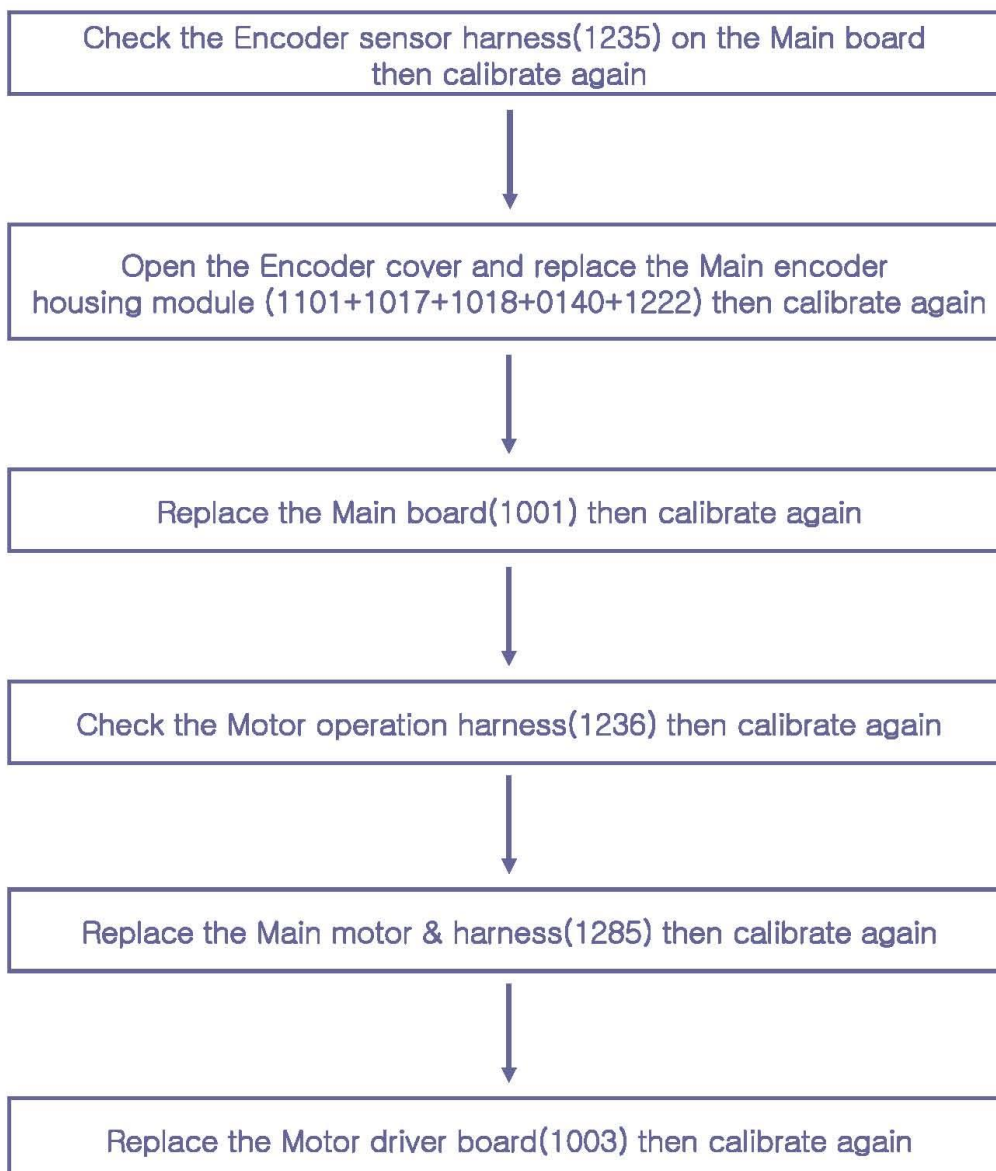 Check the Encoder sensor harness(1235) on the Main board
then calibrate again
Open the Encoder cover and replace the Main encoder
housing module (1101+1017+1018+0140+1222) then calibrate again
Replace the Main board(1001) then calibrate again
Check the Motor operation harness(1236) then calibrate again
Replace the Main motor & harness(1285) then calibrate again
Replace the Motor driver board(1003) then calibrate again